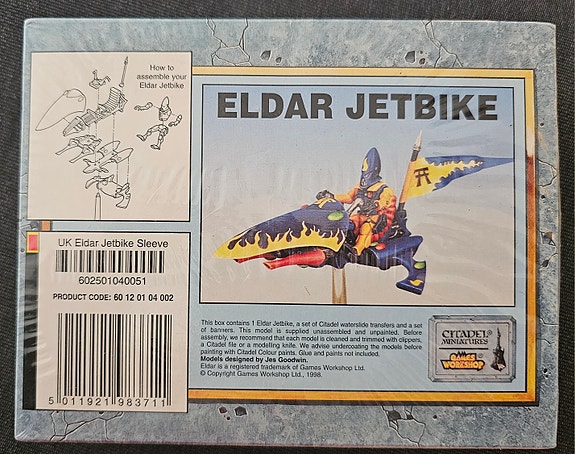 How to
assemble your
Eldar Jetbike
ELDAR JETBIKE
UK Eldar Jetbike Sleeve
602501040051
PRODUCT CODE: 60 12 01 04 002
5 011921 983711
This box contains 1 Eldar Jetbike, a set of Citadel waterslide transfers and a set
of banners. This model is supplied unassembled and unpainted. Before
assembly, we recommend that each model is cleaned and trimmed with clippers,
a Citadel file or a modelling knife. We advise undercoating the models before
painting with Citadel Colour paints. Glue and paints not included.
Models designed by Jes Goodwin.
Eldar is a registered trademark of Games Workshop Ltd.
© Copyright Games Workshop Ltd., 1998.
CITADEL®
MINIATURES
GAMES
WORKSHOP